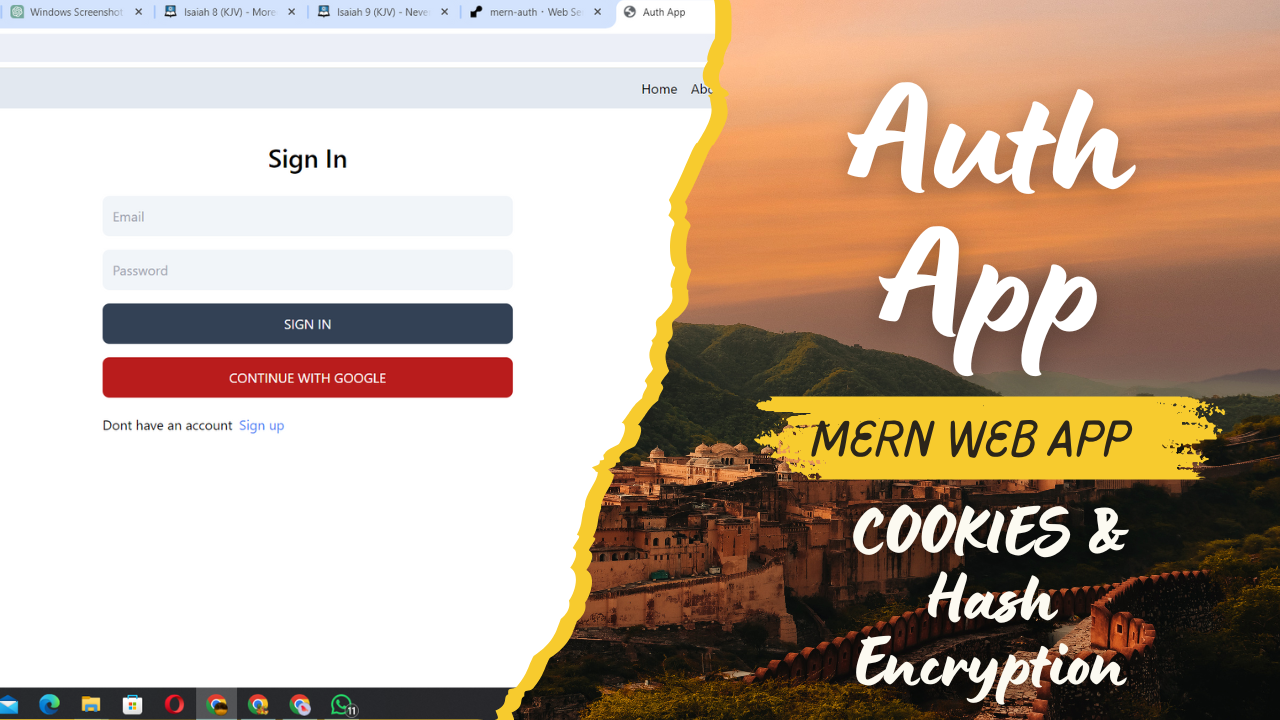 Windows Screenshot
Isaiah 8 (KJV) - More
Isaiah 9 (KJV) - Neve
mern-auth · Web Se
Auth App
Home Abo
Sign In
Email
Password
SIGN IN
CONTINUE WITH GOOGLE
Dont have an account Sign up
11
Auth
App
MERN WEB APP
COOKIES &
Hash
Encryption